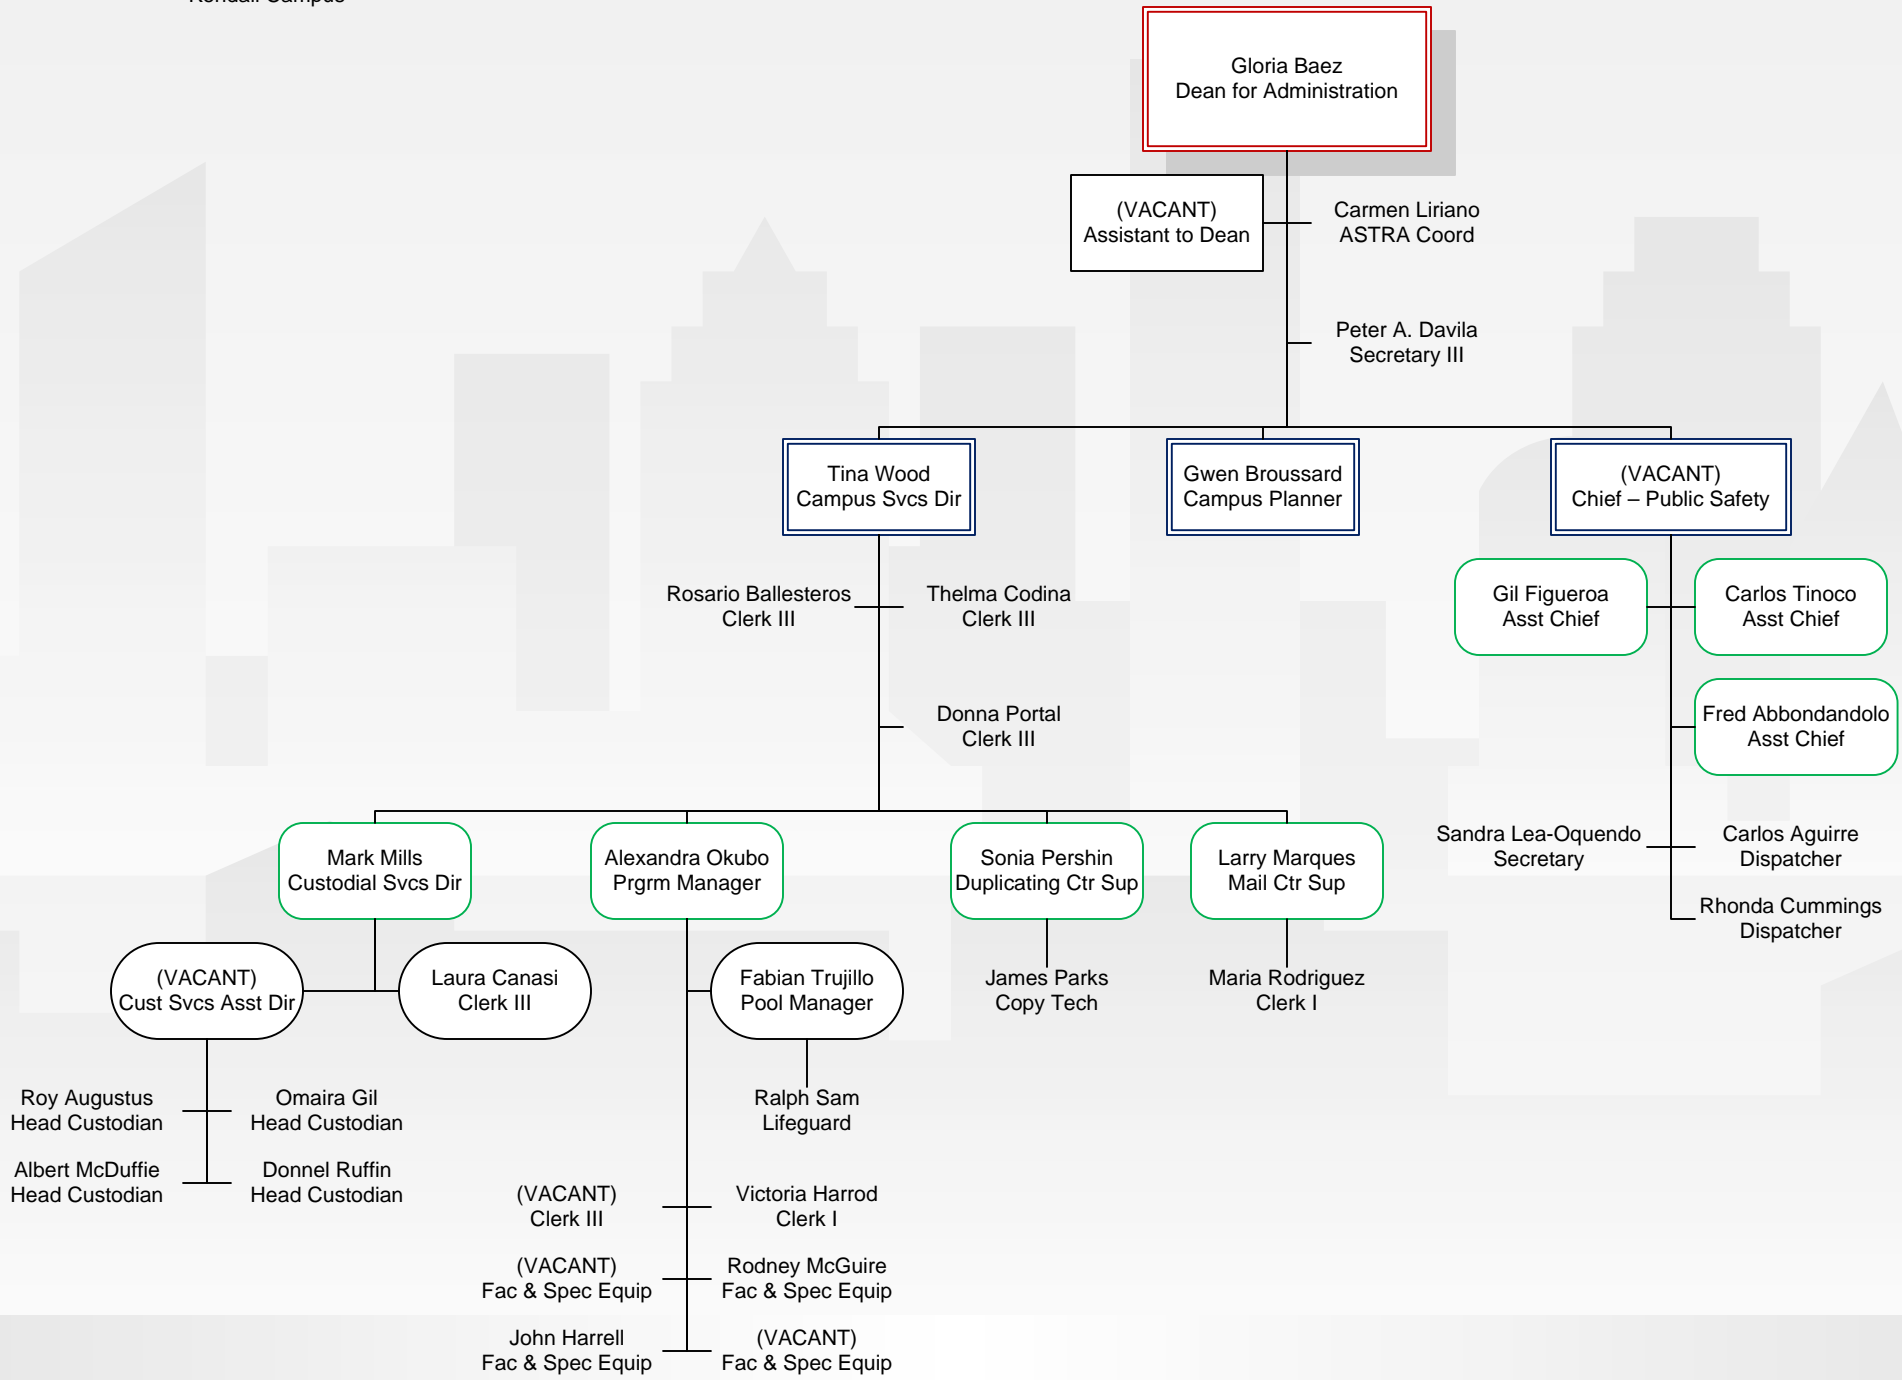 Kendall Campus
Gloria Baez
Dean for Administration
(VACANT)
Assistant to Dean
Carmen Liriano
ASTRA Coord
Peter A. Davila
Secretary III
Tina Wood
Campus Svcs Dir
Gwen Broussard
Campus Planner
(VACANT)
Chief – Public Safety
Rosario Ballesteros
Clerk III
Thelma Codina
Clerk III
Gil Figueroa
Asst Chief
Carlos Tinoco
Asst Chief
Donna Portal
Clerk III
Fred Abbondandolo
Asst Chief
Mark Mills
Custodial Svcs Dir
Alexandra Okubo
Prgrm Manager
Sonia Pershin
Duplicating Ctr Sup
Larry Marques
Mail Ctr Sup
Sandra Lea-Oquendo
Secretary
Carlos Aguirre
Dispatcher
Rhonda Cummings
Dispatcher
(VACANT)
Cust Svcs Asst Dir
Laura Canasi
Clerk III
Fabian Trujillo
Pool Manager
James Parks
Copy Tech
Maria Rodriguez
Clerk I
Roy Augustus
Head Custodian
Omaira Gil
Head Custodian
Ralph Sam
Lifeguard
Albert McDuffie
Head Custodian
Donnel Ruffin
Head Custodian
(VACANT)
Clerk III
Victoria Harrod
Clerk I
(VACANT)
Fac & Spec Equip
Rodney McGuire
Fac & Spec Equip
John Harrell
Fac & Spec Equip
(VACANT)
Fac & Spec Equip